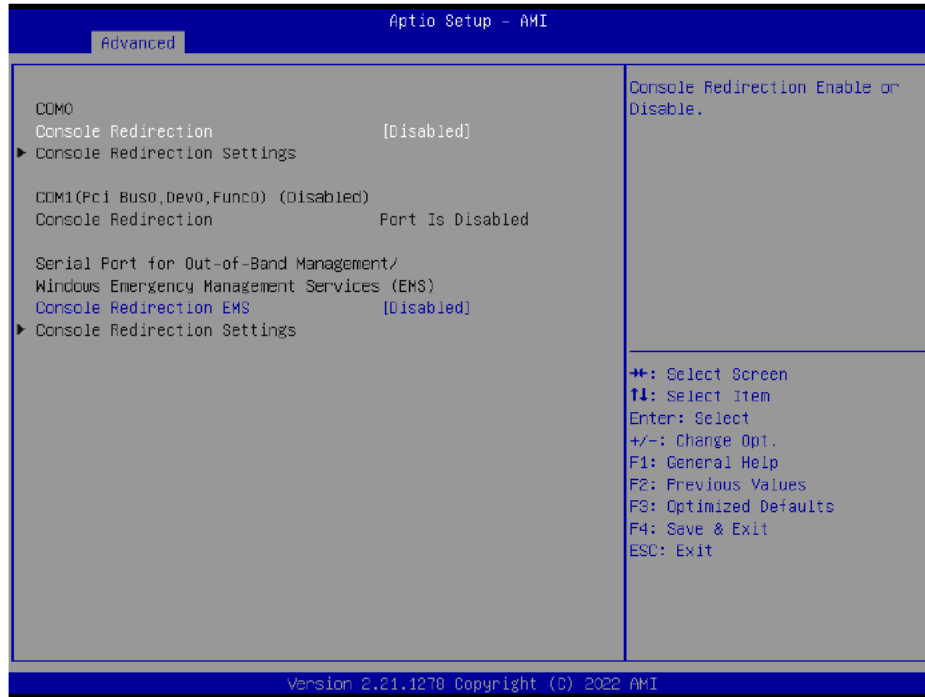 Aptio Setup - AMI
Advanced
COM0
Console Redirection [Disabled]
▶ Console Redirection Settings
COM1(Pci Bus0,Dev0,Func0) (Disabled)
Console Redirection Port Is Disabled
Serial Port for Out-of-Band Management/
Windows Emergency Management Services (EMS)
Console Redirection EMS [Disabled]
▶ Console Redirection Settings
Console Redirection Enable or
Disable.
→←: Select Screen
↑↓: Select Item
Enter: Select
+/-: Change Opt.
F1: General Help
F2: Previous Values
F3: Optimized Defaults
F4: Save & Exit
ESC: Exit
Version 2.21.1278 Copyright (C) 2022 AMI